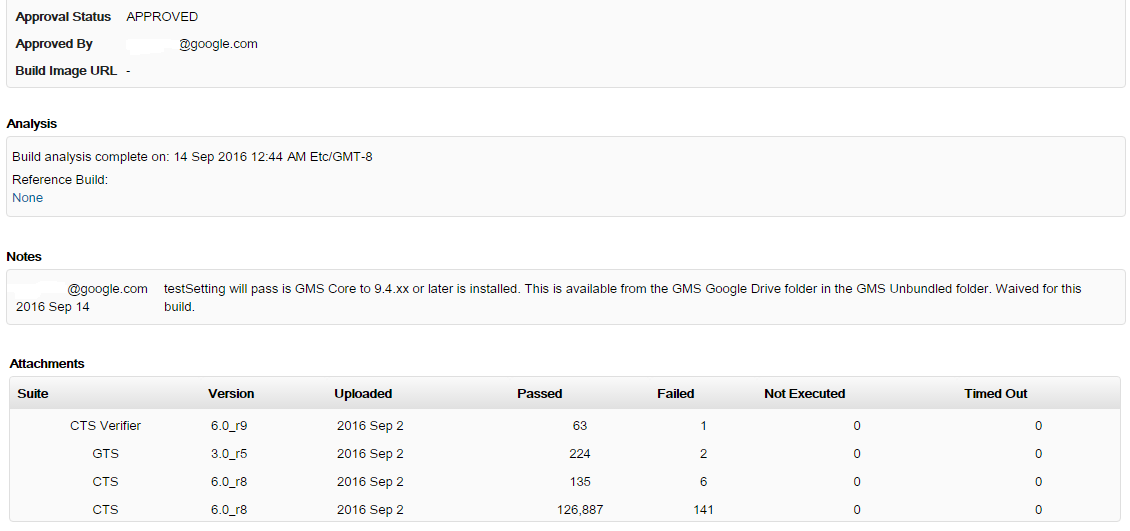 Approval Status APPROVED
Approved By @google.com
Build Image URL -
Analysis
Build analysis complete on: 14 Sep 2016 12:44 AM Etc/GMT-8
Reference Build:
None
Notes
@google.com testSetting will pass is GMS Core to 9.4.xx or later is installed. This is available from the GMS Google Drive folder in the GMS Unbundled folder. Waived for this
2016 Sep 14 build.
Attachments
Suite Version Uploaded Passed Failed Not Executed Timed Out
CTS Verifier 6.0_r9 2016 Sep 2 63 1 0 0
GTS 3.0_r5 2016 Sep 2 224 2 0 0
CTS 6.0_r8 2016 Sep 2 135 6 0 0
CTS 6.0_r8 2016 Sep 2 126,887 141 0 0